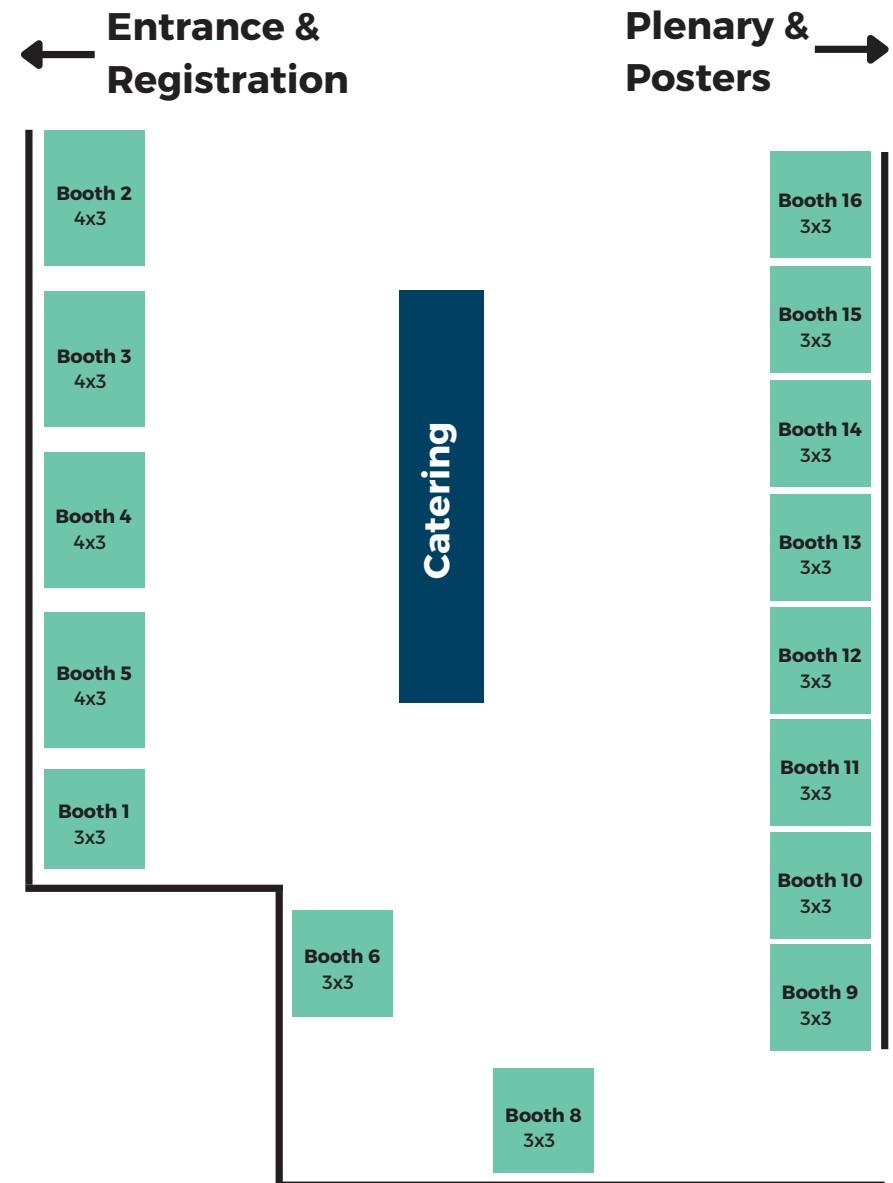 Entrance &
Registration
Plenary &
Posters
Booth 2
4x3
Booth 3
4x3
Booth 4
4x3
Booth 5
4x3
Booth 1
3x3
Catering
Booth 6
3x3
Booth 8
3x3
Booth 16
3x3
Booth 15
3x3
Booth 14
3x3
Booth 13
3x3
Booth 12
3x3
Booth 11
3x3
Booth 10
3x3
Booth 9
3x3